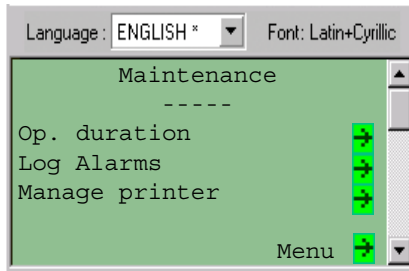 Language : ENGLISH * Font: Latin+Cyrillic
Maintenance
-----
Op. duration
Log Alarms
Manage printer
Menu